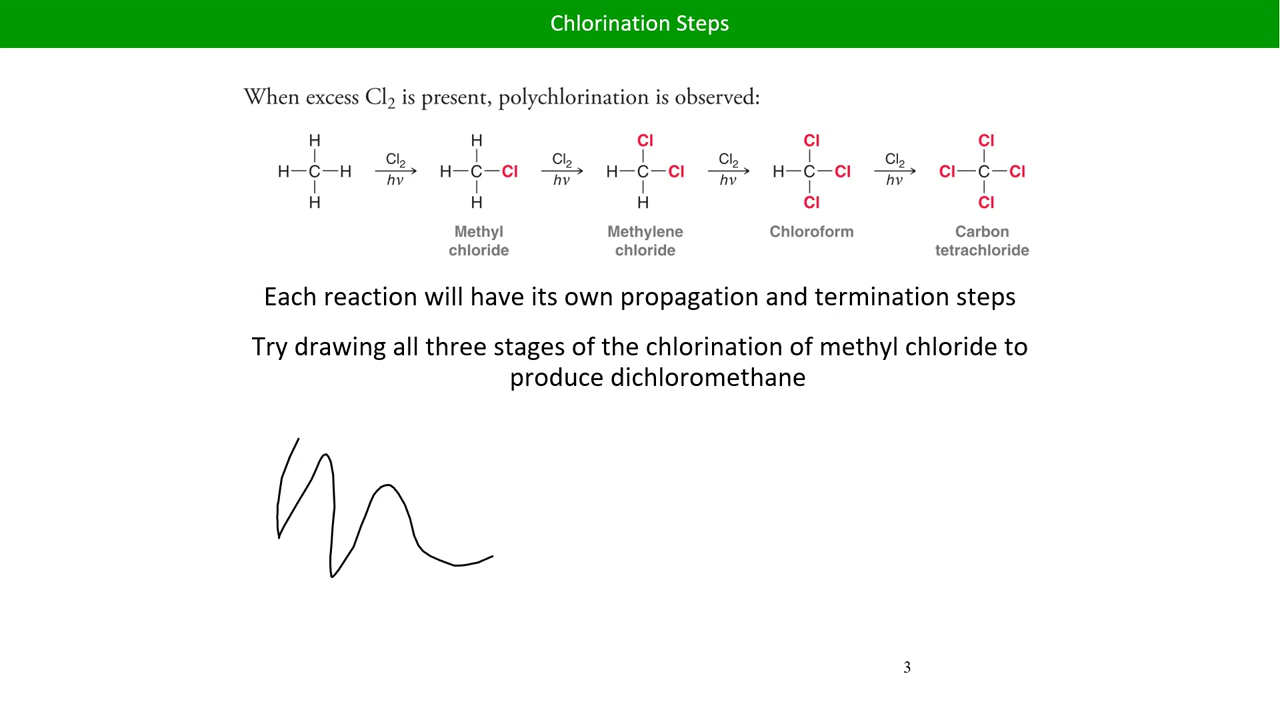 Chlorination Steps
When excess Cl₂ is present, polychlorination is observed:
H H Cl Cl Cl
H—C—H Cl₂ hν H—C—Cl Cl₂ hν H—C—Cl Cl₂ hν H—C—Cl Cl₂ hν Cl—C—Cl
H H H Cl Cl
Methyl Methylene Chloroform Carbon
chloride chloride tetrachloride
Each reaction will have its own propagation and termination steps
Try drawing all three stages of the chlorination of methyl chloride to
produce dichloromethane
3